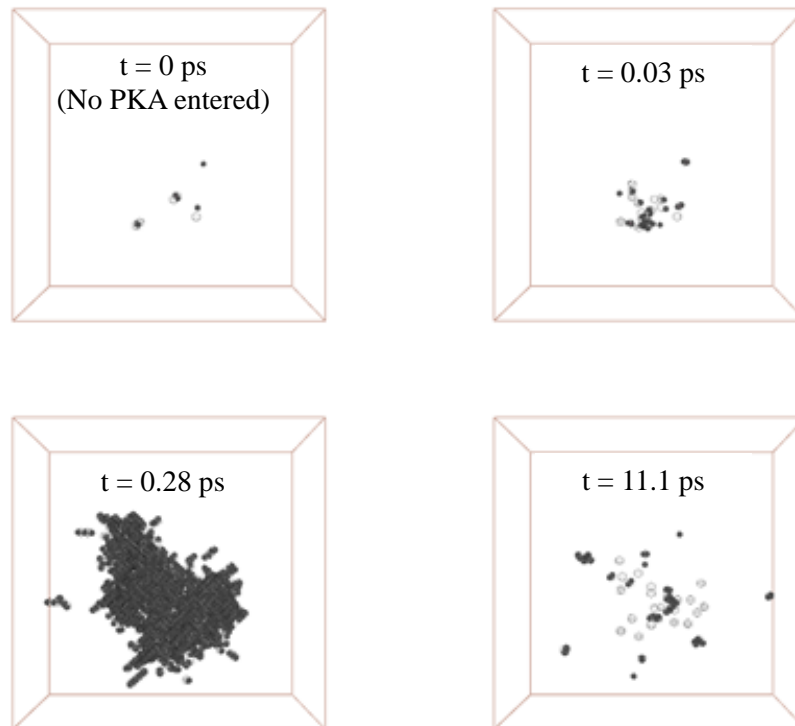 t = 0 ps
(No PKA entered)
t = 0.03 ps
t = 0.28 ps
t = 11.1 ps